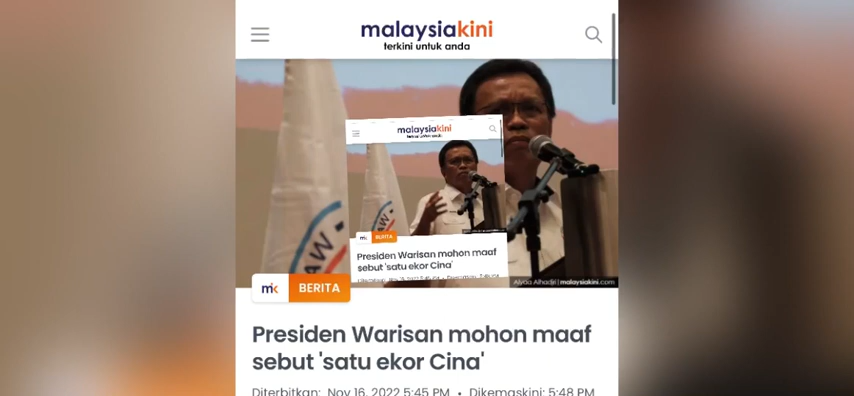 malaysiakini
terkini untuk anda
malaysiakini
BERITA
Presiden Warisan mohon maaf
sebut 'satu ekor Cina'
Alyaa Alhadjri | malaysiakini.com
mk BERITA
Presiden Warisan mohon maaf
sebut 'satu ekor Cina'
Diterbitkan: Nov 16, 2022 5:45 PM • Dikemaskini: 5:48 PM